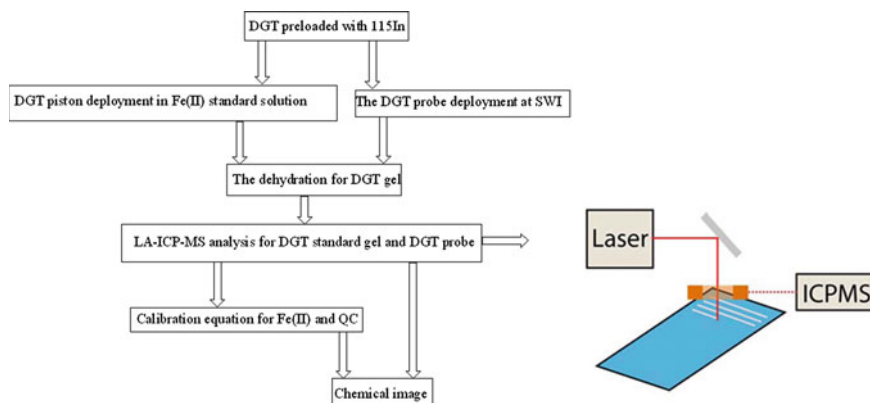 DGT preloaded with 115In
DGT piston deployment in Fe(II) standard solution
The DGT probe deployment at SWI
The dehydration for DGT gel
LA-ICP-MS analysis for DGT standard gel and DGT probe
Laser
ICPMS
Calibration equation for Fe(II) and QC
Chemical image